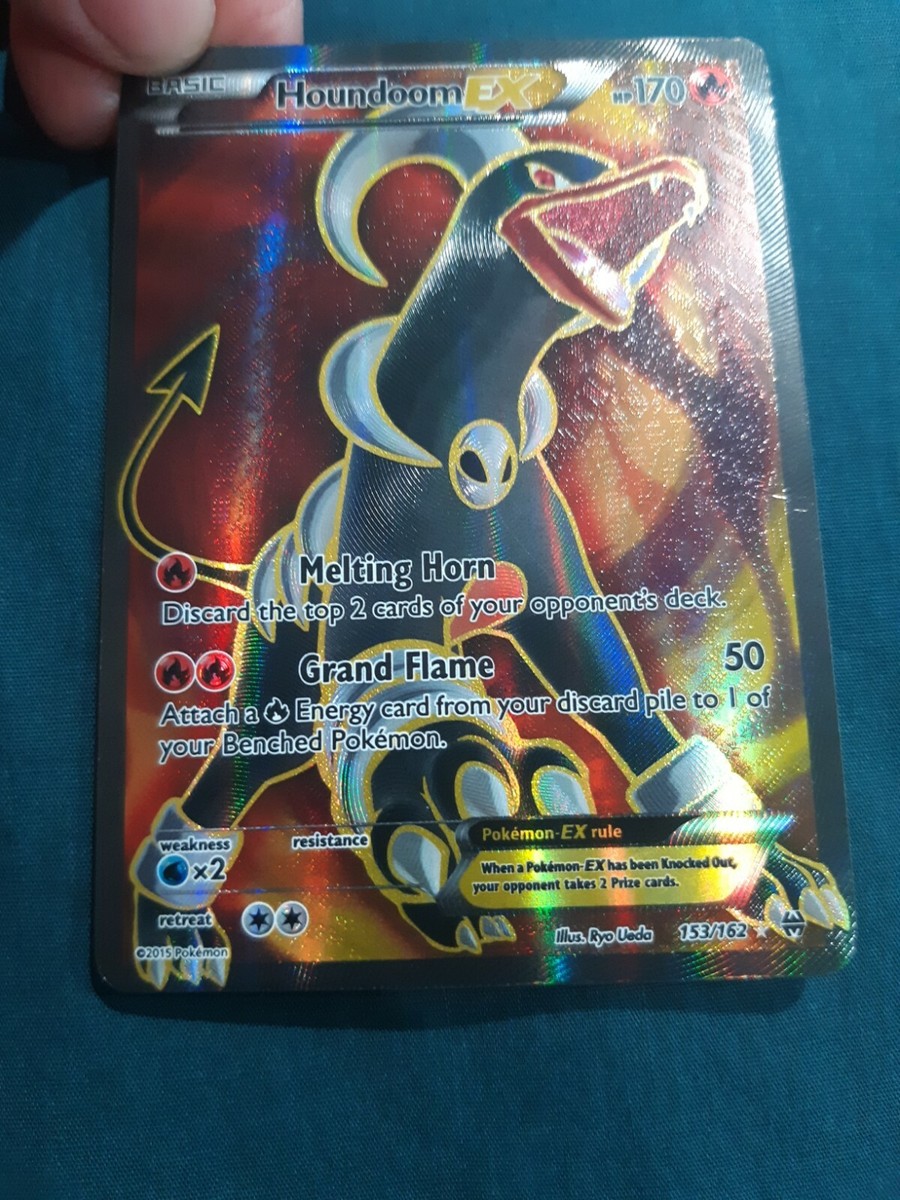 BASIC Houndoom EX HP170
Melting Horn
Discard the top 2 cards of your opponent's deck.
Grand Flame 50
Attach a Energy card from your discard pile to 1 of
your Benched Pokémon.
weakness resistance
×2
Pokémon-EX rule
When a Pokémon-EX has been Knocked Out,
your opponent takes 2 Prize cards.
retreat
Illus. Ryo Ueda 153/162
©2015 Pokémon